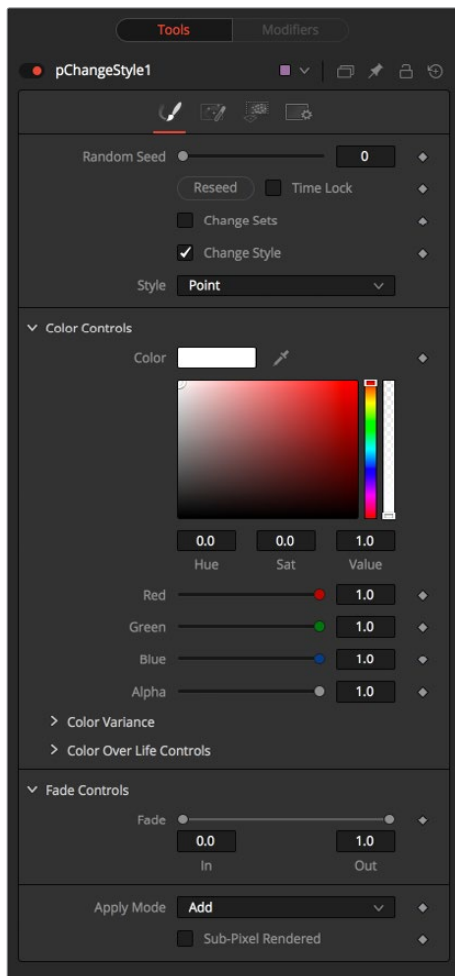 Tools Modifiers
pChangeStyle1
Random Seed 0
Reseed Time Lock
Change Sets
Change Style
Style Point
Color Controls
Color
0.0 0.0 1.0
Hue Sat Value
Red 1.0
Green 1.0
Blue 1.0
Alpha 1.0
Color Variance
Color Over Life Controls
Fade Controls
Fade
0.0 1.0
In Out
Apply Mode Add
Sub-Pixel Rendered